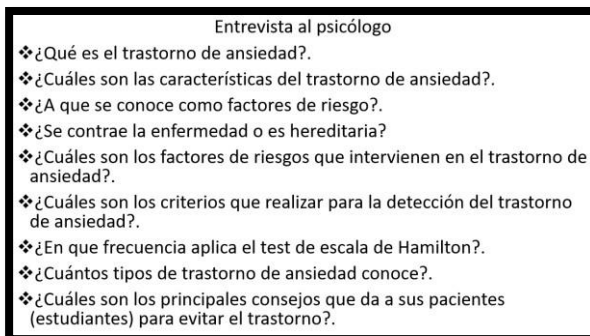 Entrevista al psicólogo
❖¿Qué es el trastorno de ansiedad?.
❖¿Cuáles son las características del trastorno de ansiedad?.
❖¿A que se conoce como factores de riesgo?.
❖¿Se contrae la enfermedad o es hereditaria?
❖¿Cuáles son los factores de riesgos que intervienen en el trastorno de
ansiedad?.
❖¿Cuáles son los criterios que realizar para la detección del trastorno
de ansiedad?.
❖¿En que frecuencia aplica el test de escala de Hamilton?.
❖¿Cuántos tipos de trastorno de ansiedad conoce?.
❖¿Cuáles son los principales consejos que da a sus pacientes
(estudiantes) para evitar el trastorno?.